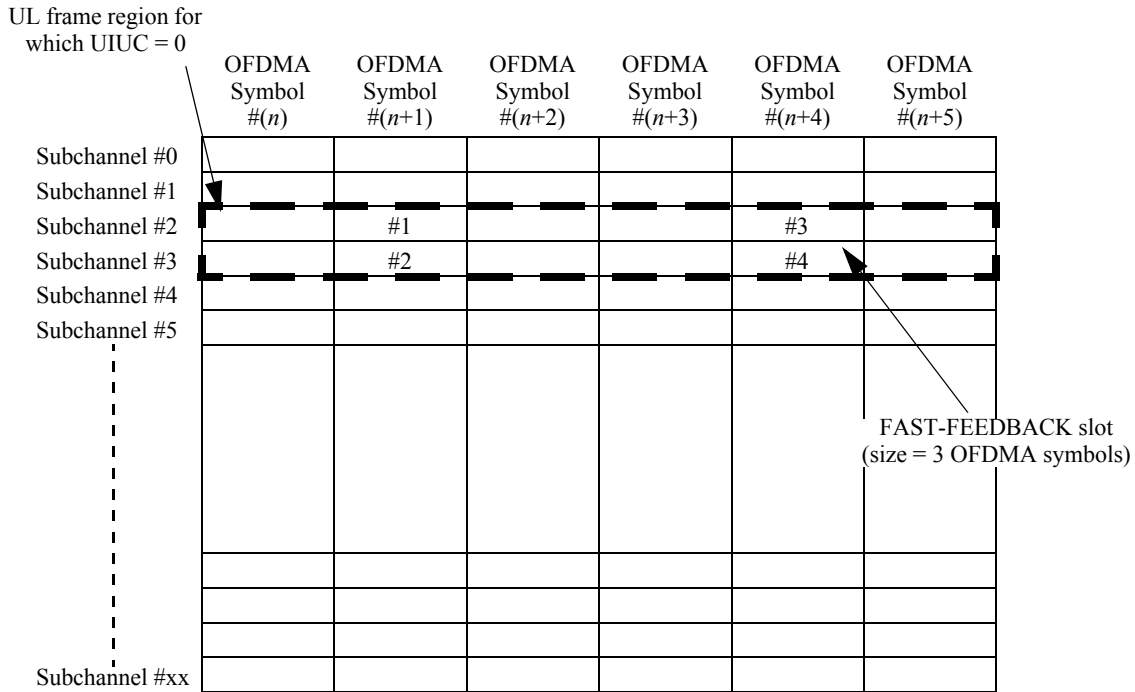 UL frame region for
which UIUC = 0
OFDMA Symbol #(n)
OFDMA Symbol #(n+1)
OFDMA Symbol #(n+2)
OFDMA Symbol #(n+3)
OFDMA Symbol #(n+4)
OFDMA Symbol #(n+5)
Subchannel #0
Subchannel #1
Subchannel #2 #1 #3
Subchannel #3 #2 #4
Subchannel #4
Subchannel #5
FAST-FEEDBACK slot
(size = 3 OFDMA symbols)
Subchannel #xx